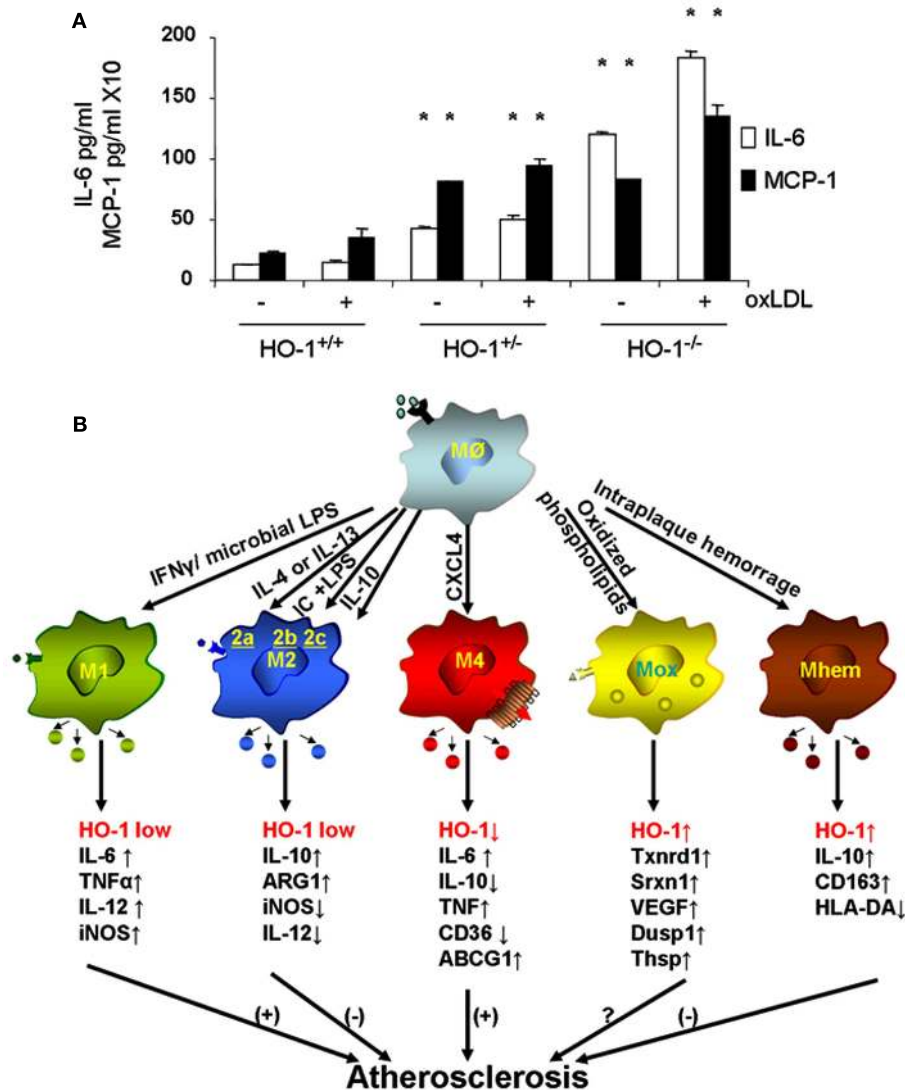 A
IL-6 pg/ml
MCP-1 pg/ml X10
200
150
100
50
0
* * * * * * * *
IL-6
MCP-1
- + - + - + oxLDL
HO-1+/+ HO-1+/- HO-1-/-
B
MØ
IFNγ/ microbial LPS
IL-4 or IL-13
IC +LPS
IL-10
CXCL4
Oxidized
phospholipids
Intraplaque hemorrage
M1
2a 2b 2c
M2
M4
Mox
Mhem
HO-1 low
IL-6 ↑
TNFα↑
IL-12 ↑
iNOS↑
HO-1 low
IL-10↑
ARG1↑
iNOS↓
IL-12↓
HO-1↓
IL-6 ↑
IL-10↓
TNF↑
CD36 ↓
ABCG1↑
HO-1↑
Txnrd1↑
Srxn1↑
VEGF↑
Dusp1↑
Thsp↑
HO-1↑
IL-10↑
CD163↑
HLA-DA↓
(+) (-) (+) ? (-)
Atherosclerosis